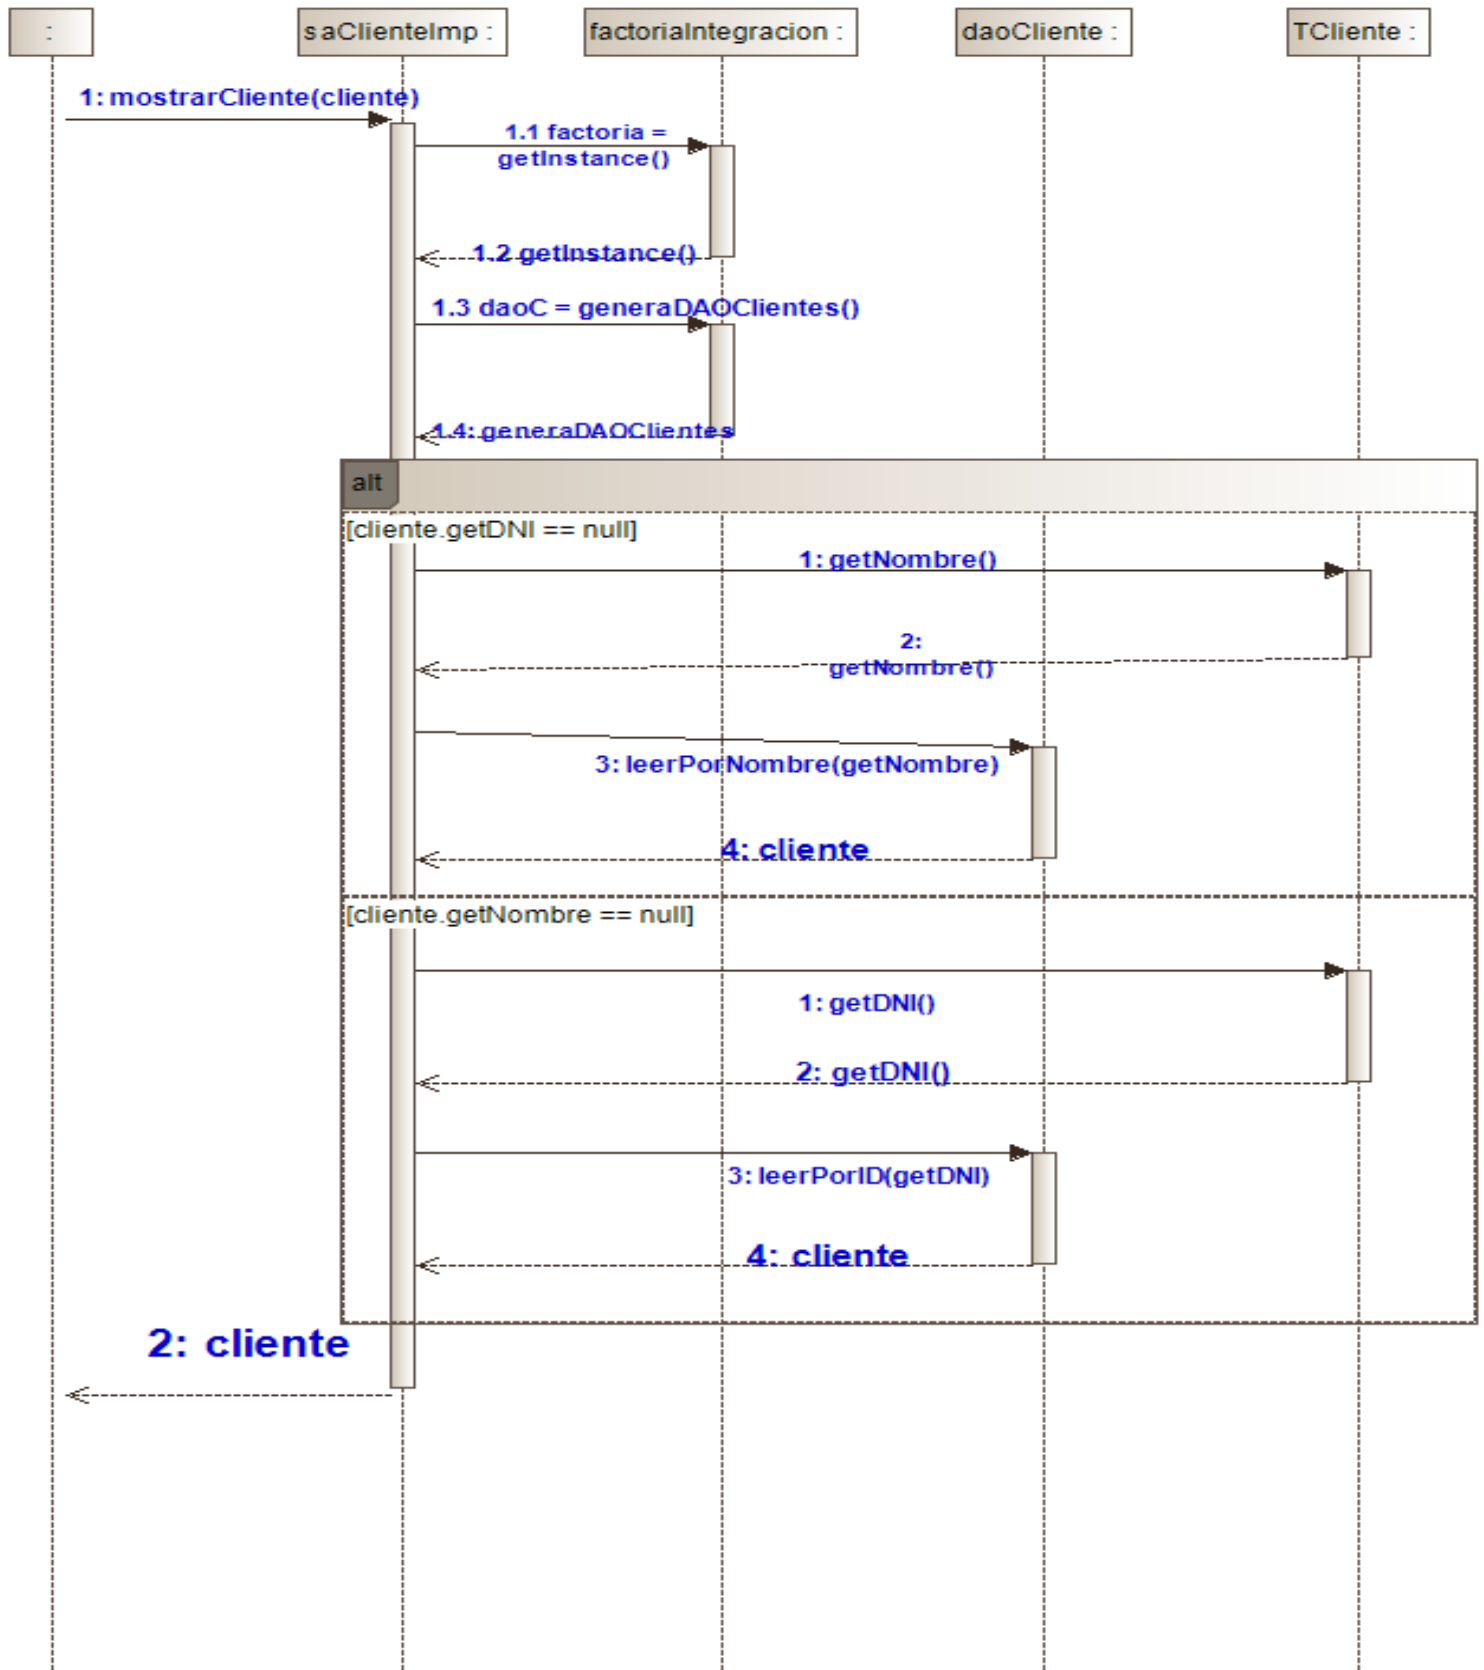 :
saClienteImp :
factoriaIntegracion :
daoCliente :
TCliente :
1: mostrarCliente(cliente)
1.1 factoria =
getInstance()
1.2 getInstance()
1.3 daoC = generaDAOClientes()
1.4: generaDAOClientes
alt
[cliente.getDNI == null]
1: getNombre()
2:
getNombre()
3: leerPorNombre(getNombre)
4: cliente
[cliente.getNombre == null]
1: getDNI()
2: getDNI()
3: leerPorID(getDNI)
4: cliente
2: cliente